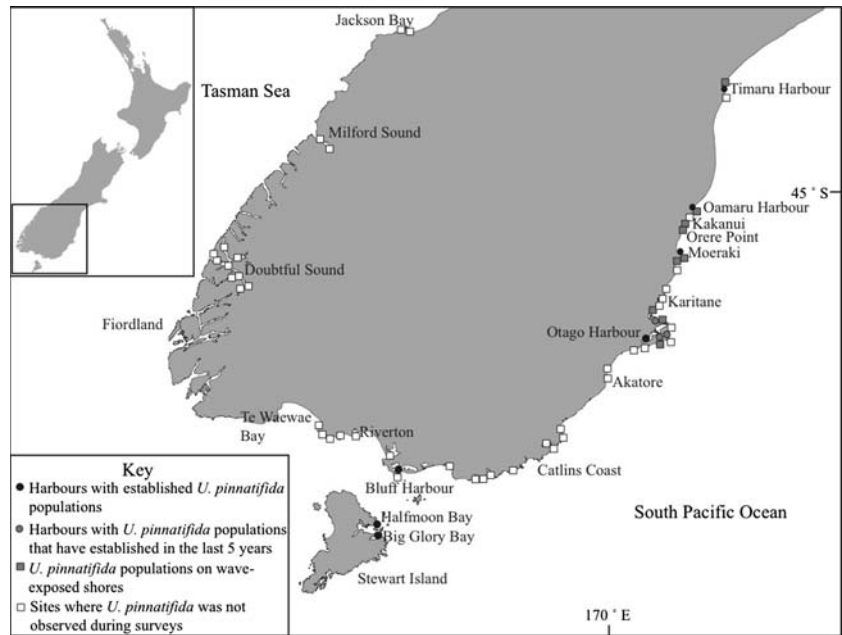 Jackson Bay
Tasman Sea
Timaru Harbour
Milford Sound
45 ° S
Oamaru Harbour
Kakanui
Orere Point
Moeraki
Doubtful Sound
Karitane
Fiordland
Otago Harbour
Akatore
Te Waewae
Bay
Riverton
Catlins Coast
Bluff Harbour
Halfmoon Bay
Big Glory Bay
South Pacific Ocean
Stewart Island
170 ° E
Key
Harbours with established U. pinnatifida
populations
Harbours with U. pinnatifida populations
that have established in the last 5 years
U. pinnatifida populations on wave-
exposed shores
Sites where U. pinnatifida was not
observed during surveys